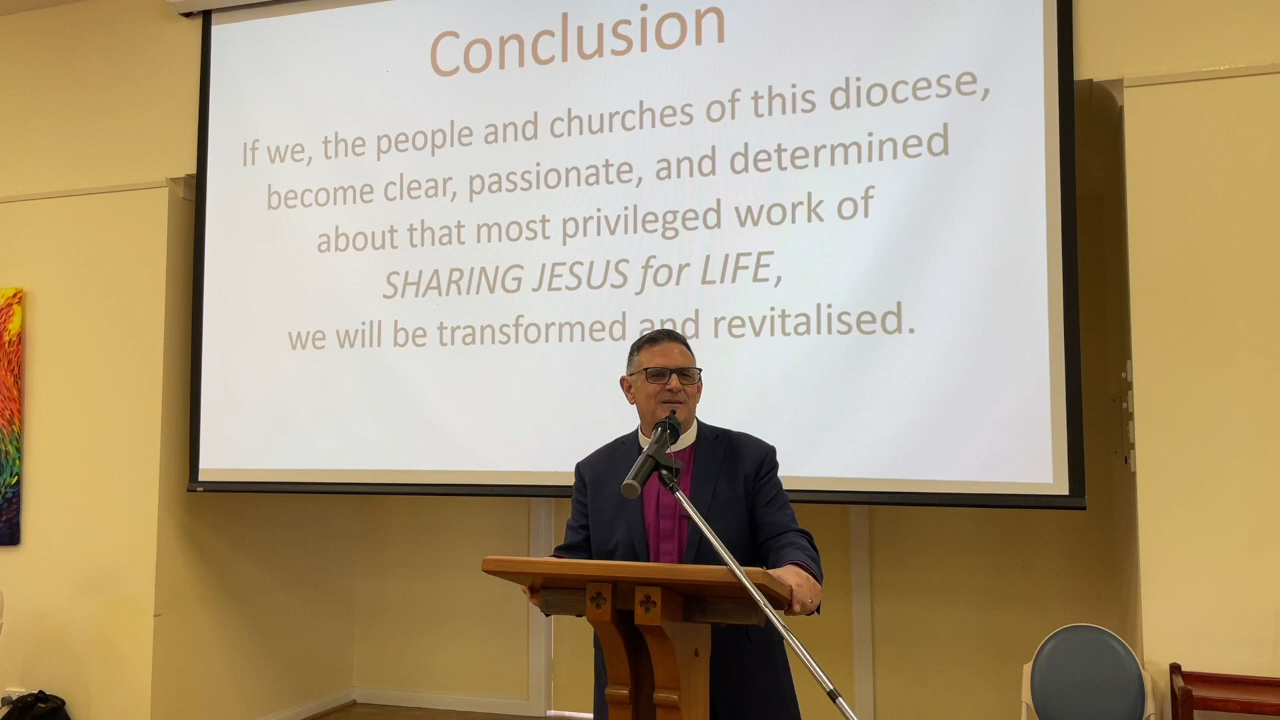 Conclusion
If we, the people and churches of this diocese,
become clear, passionate, and determined
about that most privileged work of
SHARING JESUS for LIFE,
we will be transformed and revitalised.